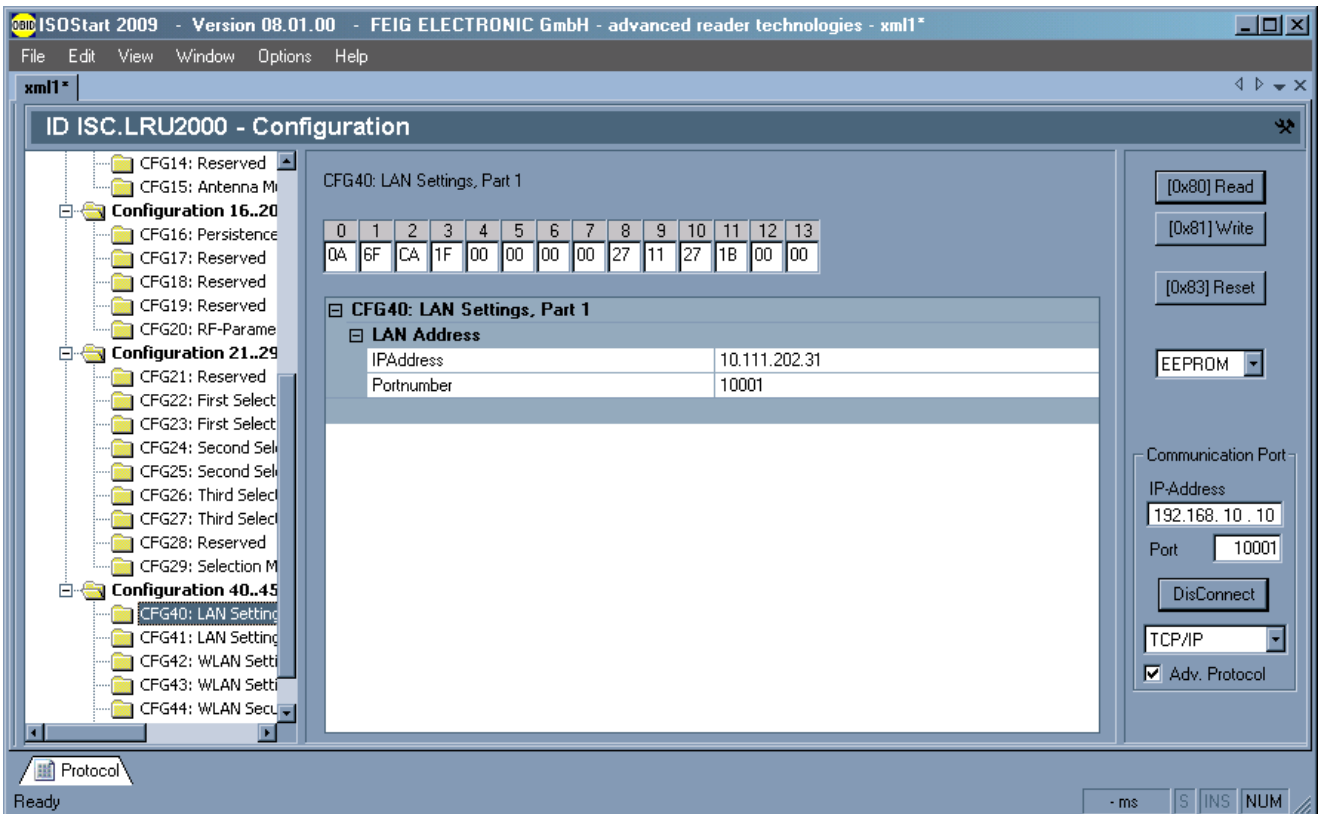 OBID ISOStart 2009 - Version 08.01.00 - FEIG ELECTRONIC GmbH - advanced reader technologies - xml1*
File Edit View Window Options Help
xml1*
ID ISC.LRU2000 - Configuration
CFG14: Reserved
CFG15: Antenna Mu
Configuration 16..20
CFG16: Persistence
CFG17: Reserved
CFG18: Reserved
CFG19: Reserved
CFG20: RF-Parame
Configuration 21..29
CFG21: Reserved
CFG22: First Select
CFG23: First Select
CFG24: Second Sele
CFG25: Second Sele
CFG26: Third Select
CFG27: Third Select
CFG28: Reserved
CFG29: Selection M
Configuration 40..45
CFG40: LAN Setting
CFG41: LAN Setting
CFG42: WLAN Setti
CFG43: WLAN Setti
CFG44: WLAN Secu
CFG40: LAN Settings, Part 1
0 1 2 3 4 5 6 7 8 9 10 11 12 13
0A 6F CA 1F 00 00 00 00 27 11 27 1B 00 00
CFG40: LAN Settings, Part 1
LAN Address
IPAddress 10.111.202.31
Portnumber 10001
[0x80] Read
[0x81] Write
[0x83] Reset
EEPROM
Communication Port
IP-Address
192.168. 10 . 10
Port 10001
DisConnect
TCP/IP
Adv. Protocol
Protocol
Ready - ms S INS NUM